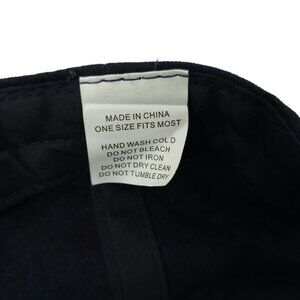 MADE IN CHINA
ONE SIZE FITS MOST
HAND WASH COLD
DO NOT BLEACH
DO NOT IRON
DO NOT DRY CLEAN
DO NOT TUMBLE DRY